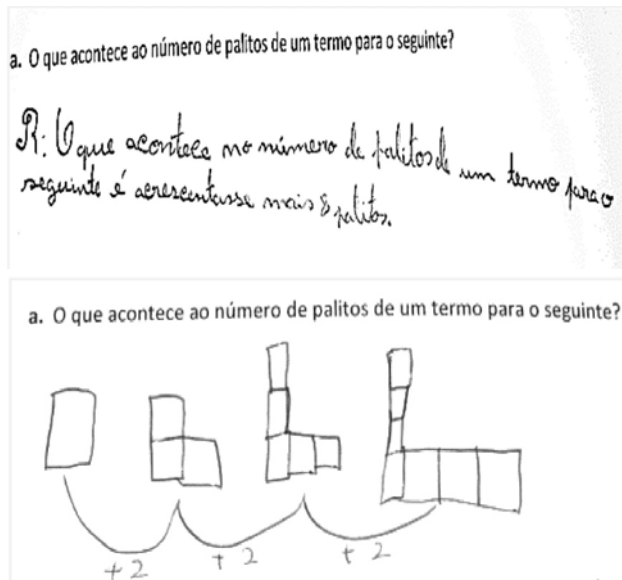 a. O que acontece ao número de palitos de um termo para o seguinte?
R: O que acontece no número de palitos de um termo para o
seguinte é acrescentasse mais 8 palitos.
a. O que acontece ao número de palitos de um termo para o seguinte?
+2 +2 +2